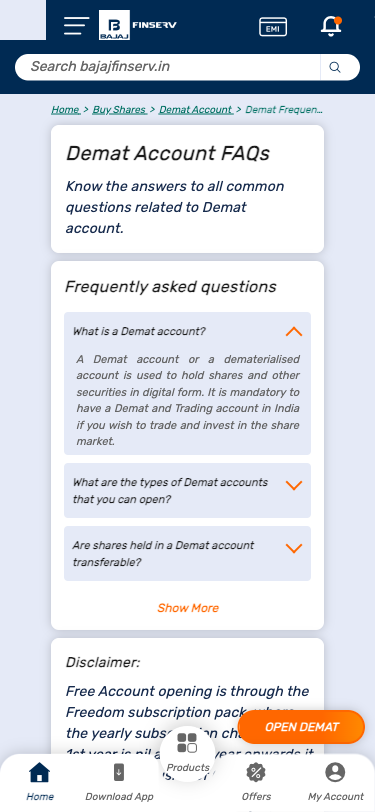 BAJAJ FINSERV
EMI
Search bajajfinserv.in
Home > Buy Shares > Demat Account > Demat Frequen...
Demat Account FAQs
Know the answers to all common
questions related to Demat
account.
Frequently asked questions
What is a Demat account?
A Demat account or a dematerialised
account is used to hold shares and other
securities in digital form. It is mandatory to
have a Demat and Trading account in India
if you wish to trade and invest in the share
market.
What are the types of Demat accounts
that you can open?
Are shares held in a Demat account
transferable?
Show More
Disclaimer:
Free Account opening is through the
Freedom subscription pack, where
the yearly subscription
1st year is nil year onwards it
OPEN DEMAT
Home
Download App
Products
Offers
My Account